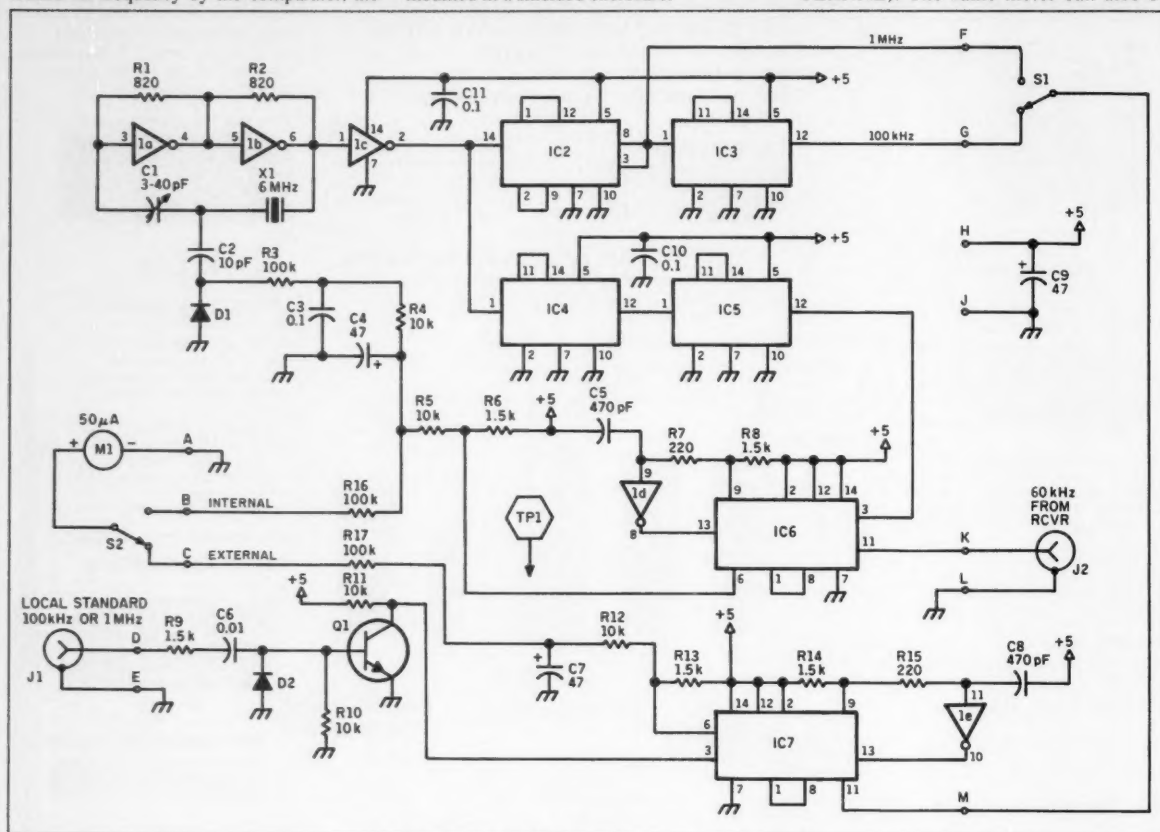 R1
820
R2
820
3
1a
4
5
1b
6
1
14
1c
7
2
C11
0.1
C1
3-40pF
X1
6MHz
C2
10pF
R3
100k
D1
C3
0.1
C4
47
+
R4
10k
1
12
5
14
IC2
8
3
2
9
7
10
11
14
5
1
IC3
12
2
7
10
+5
1MHz
F
S1
100kHz
G
11
14
5
1
IC4
12
2
7
10
C10
0.1
11
14
5
1
IC5
12
2
7
10
+5
H
+5
+
C9
47
J
50μA
+
M1
-
A
R5
10k
R6
1.5k
+5
C5
470pF
R7
220
R8
1.5k
+5
9
1d
8
9
2
12
14
13
IC6
3
11
6
1
8
7
60kHz
FROM
RCVR
K
L
J2
B
INTERNAL
R16
100k
S2
C
EXTERNAL
R17
100k
TP1
+5
R11
10k
Q1
LOCAL STANDARD
100kHz OR 1MHz
D
R9
1.5k
C6
0.01
J1
E
D2
R10
10k
R12
10k
+
C7
47
+5
R13
1.5k
R14
1.5k
R15
220
C8
470pF
+5
14
12
2
9
11
1e
10
6
3
IC7
13
7
1
8
11
M